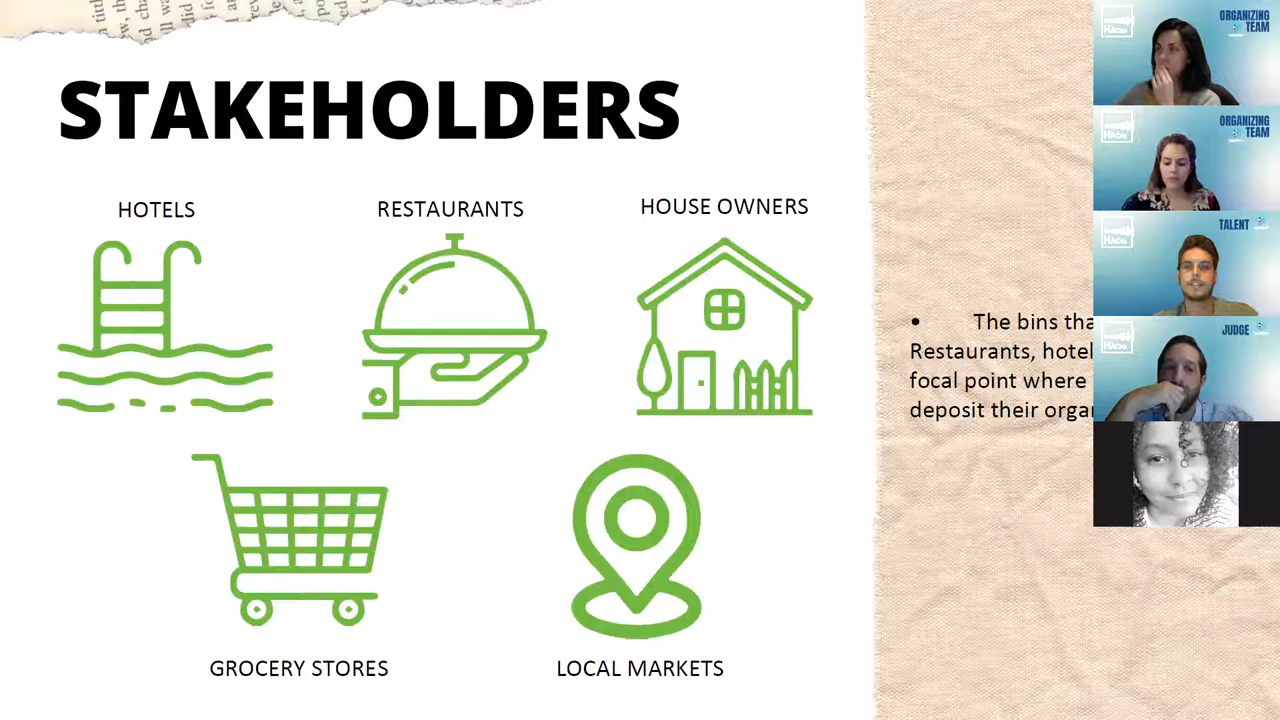 STAKEHOLDERS
HOTELS
RESTAURANTS
HOUSE OWNERS
GROCERY STORES
LOCAL MARKETS
• The bins tha
Restaurants, hotel
focal point where
deposit their orga
ORGANIZING
TEAM
ORGANIZING
TEAM
TALENT
JUDGE